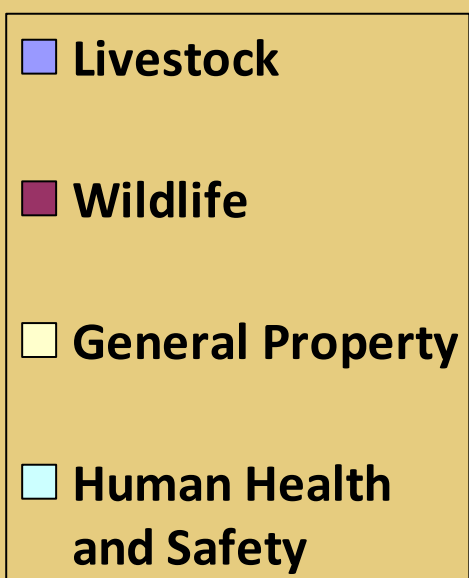 Livestock
Wildlife
General Property
Human Health
and Safety